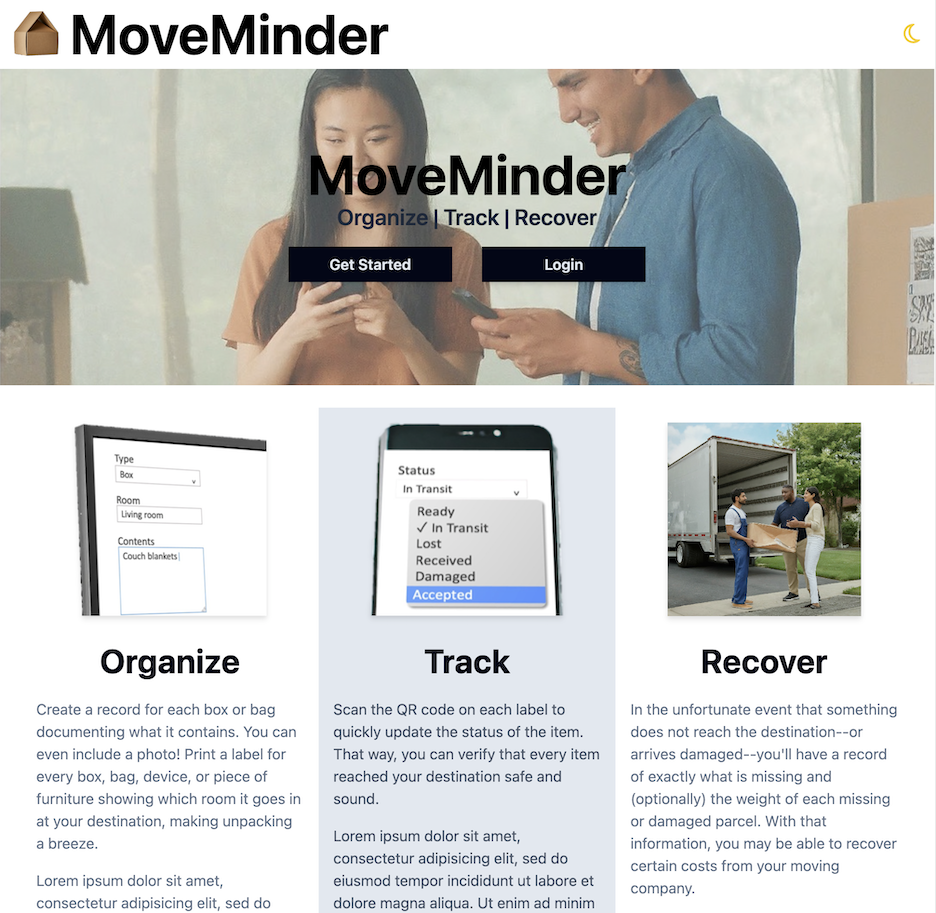 MoveMinder
MoveMinder
Organize | Track | Recover
Get Started
Login
Type
Box
Room
Living room
Contents
Couch blankets
Status
In Transit
Ready
✓ In Transit
Lost
Received
Damaged
Accepted
Organize
Create a record for each box or bag
documenting what it contains. You can
even include a photo! Print a label for
every box, bag, device, or piece of
furniture showing which room it goes in
at your destination, making unpacking
a breeze.
Lorem ipsum dolor sit amet,
consectetur adipisicing elit, sed do
Track
Scan the QR code on each label to
quickly update the status of the item.
That way, you can verify that every item
reached your destination safe and
sound.
Lorem ipsum dolor sit amet,
consectetur adipisicing elit, sed do
eiusmod tempor incididunt ut labore et
dolore magna aliqua. Ut enim ad minim
Recover
In the unfortunate event that something
does not reach the destination--or
arrives damaged--you'll have a record
of exactly what is missing and
(optionally) the weight of each missing
or damaged parcel. With that
information, you may be able to recover
certain costs from your moving
company.